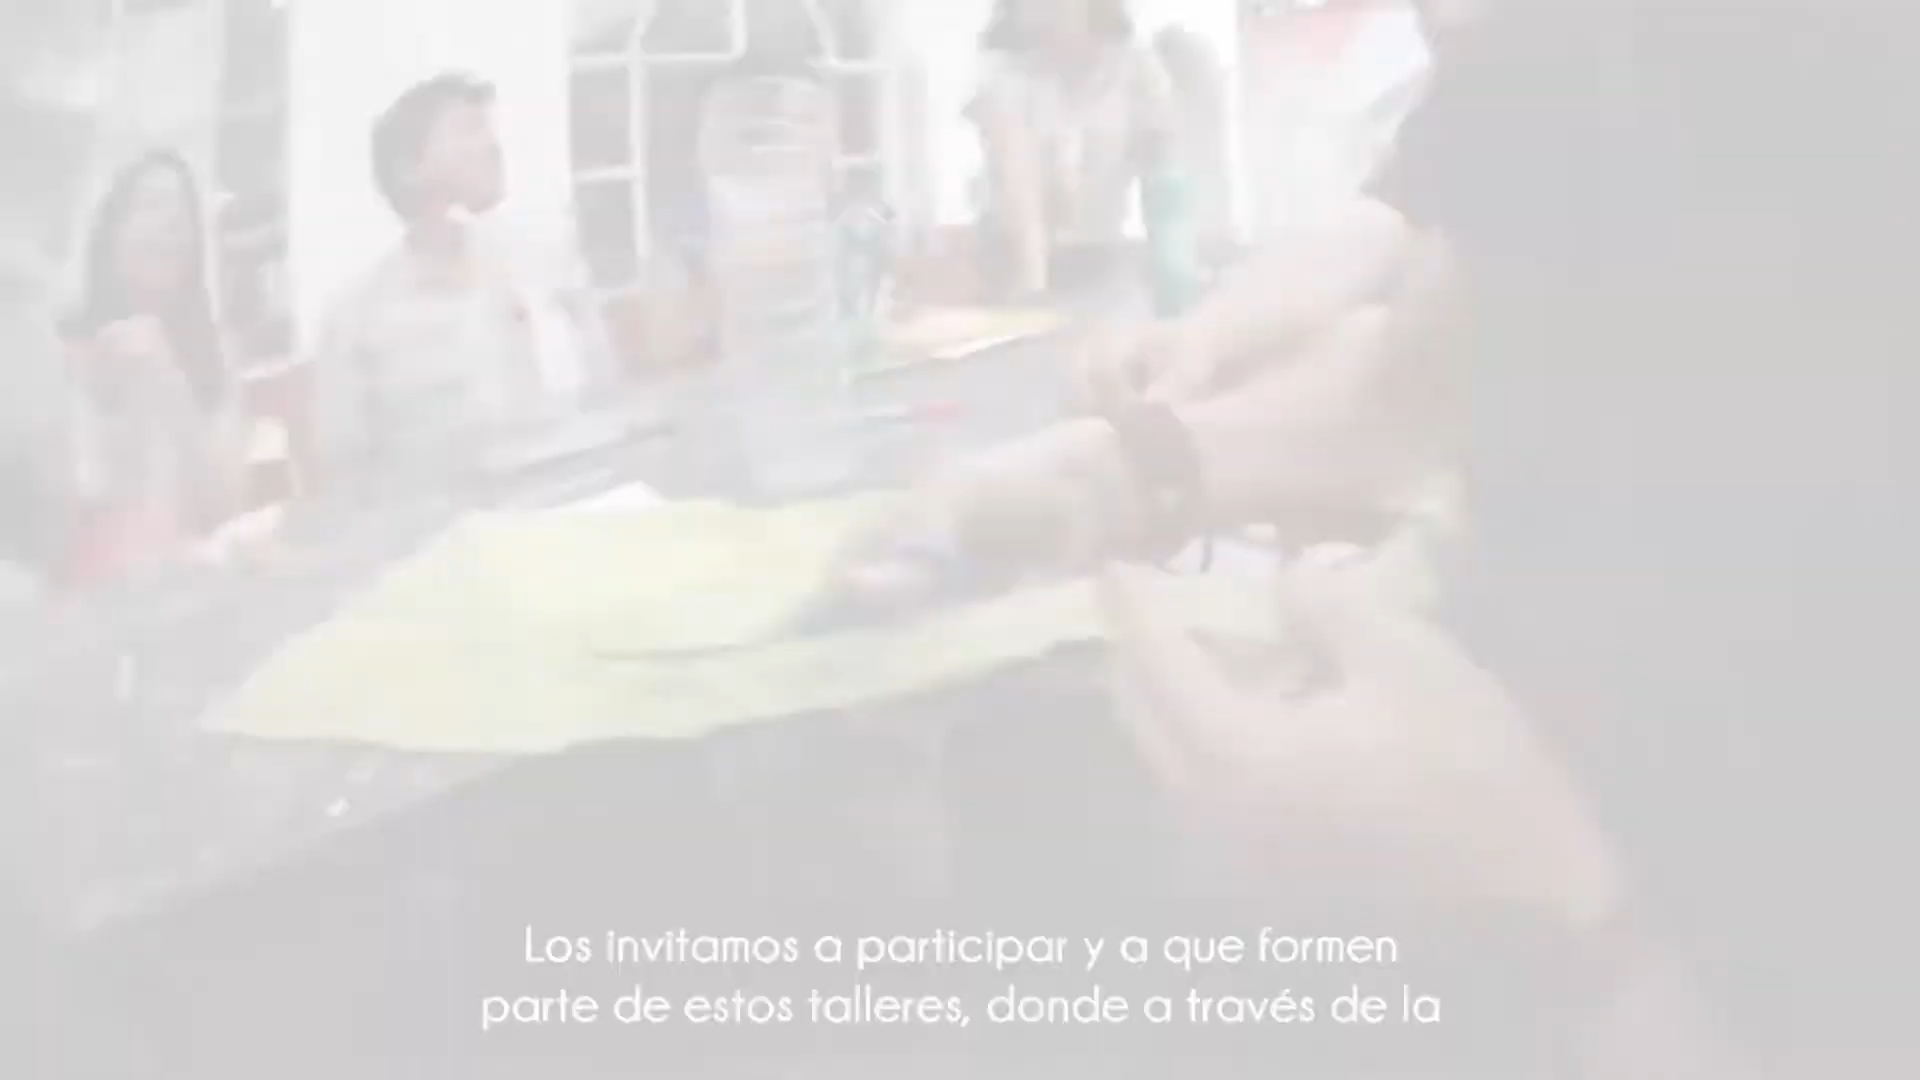 Los invitamos a participar y a que formen
parte de estos talleres, donde a través de la